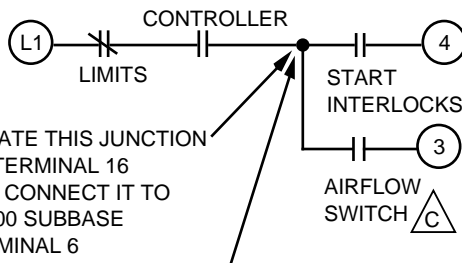 CONTROLLER
L1
4
LIMITS
START
INTERLOCKS
ATE THIS JUNCTION
TERMINAL 16
CONNECT IT TO
00 SUBBASE
MINAL 6
3
AIRFLOW
SWITCH C